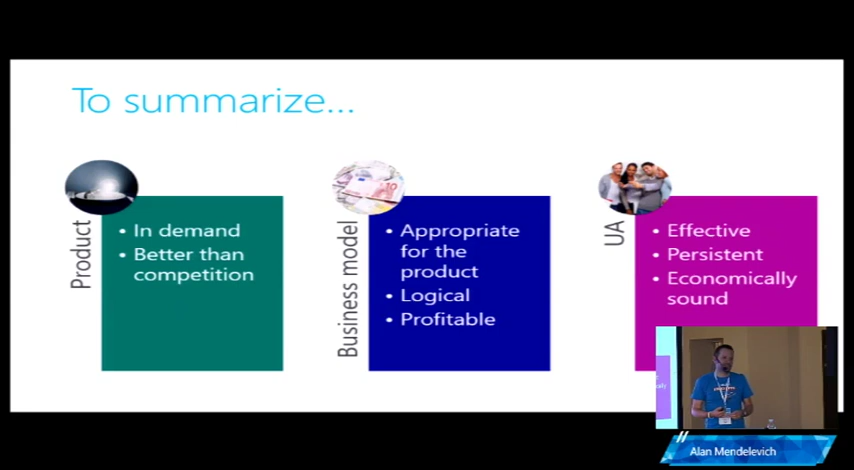 To summarize...
Product
• In demand
• Better than
competition
Business model
• Appropriate
for the
product
• Logical
• Profitable
UA
• Effective
• Persistent
• Economically
sound
Alan Mendelevich